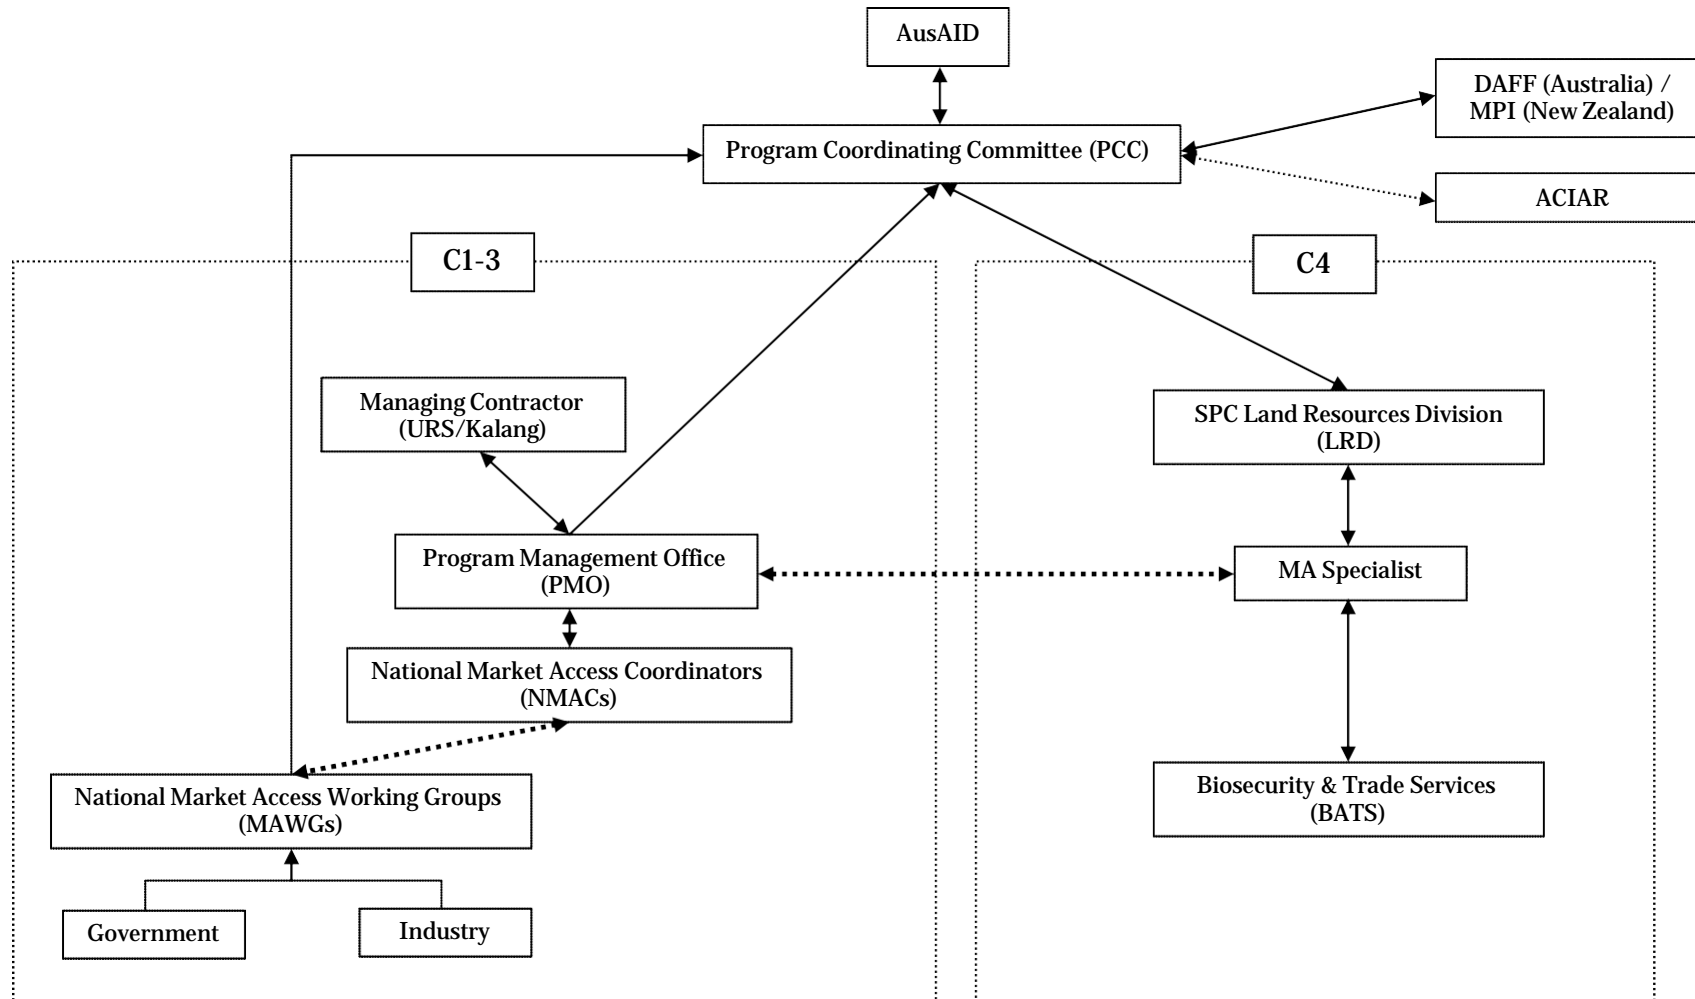 AusAID
DAFF (Australia) /
MPI (New Zealand)
Program Coordinating Committee (PCC)
ACIAR
C1-3
C4
Managing Contractor
(URS/Kalang)
SPC Land Resources Division
(LRD)
Program Management Office
(PMO)
MA Specialist
National Market Access Coordinators
(NMACs)
National Market Access Working Groups
(MAWGs)
Biosecurity & Trade Services
(BATS)
Government
Industry